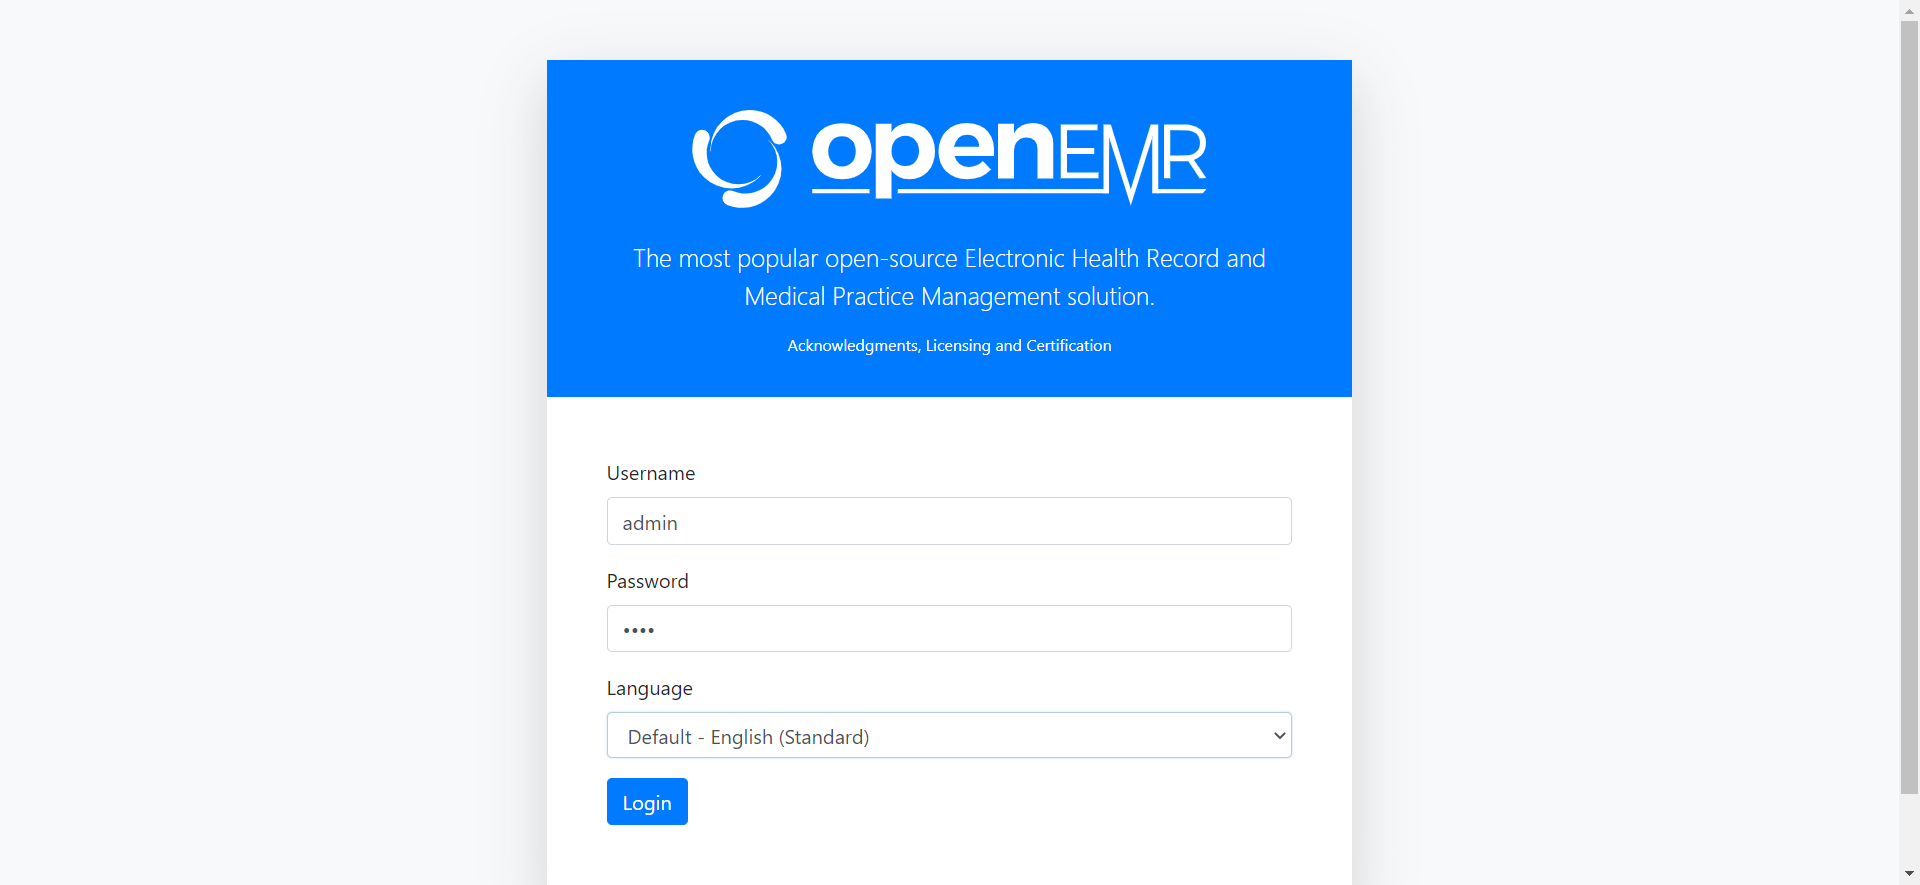 openEMR
The most popular open-source Electronic Health Record and
Medical Practice Management solution.
Acknowledgments, Licensing and Certification
Username
admin
Password
••••
Language
Default - English (Standard)
Login